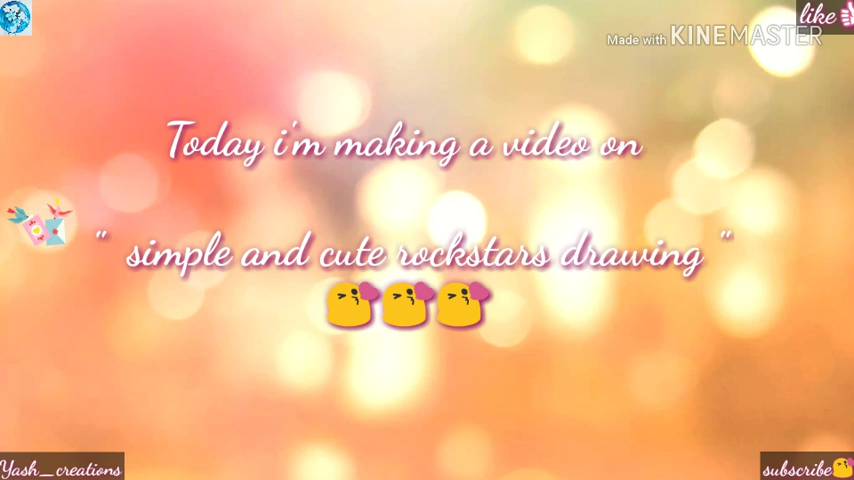 like
Made with KINEMASTER
Today i'm making a video on
" simple and cute rockstars drawing "
Yash_creations
subscribe